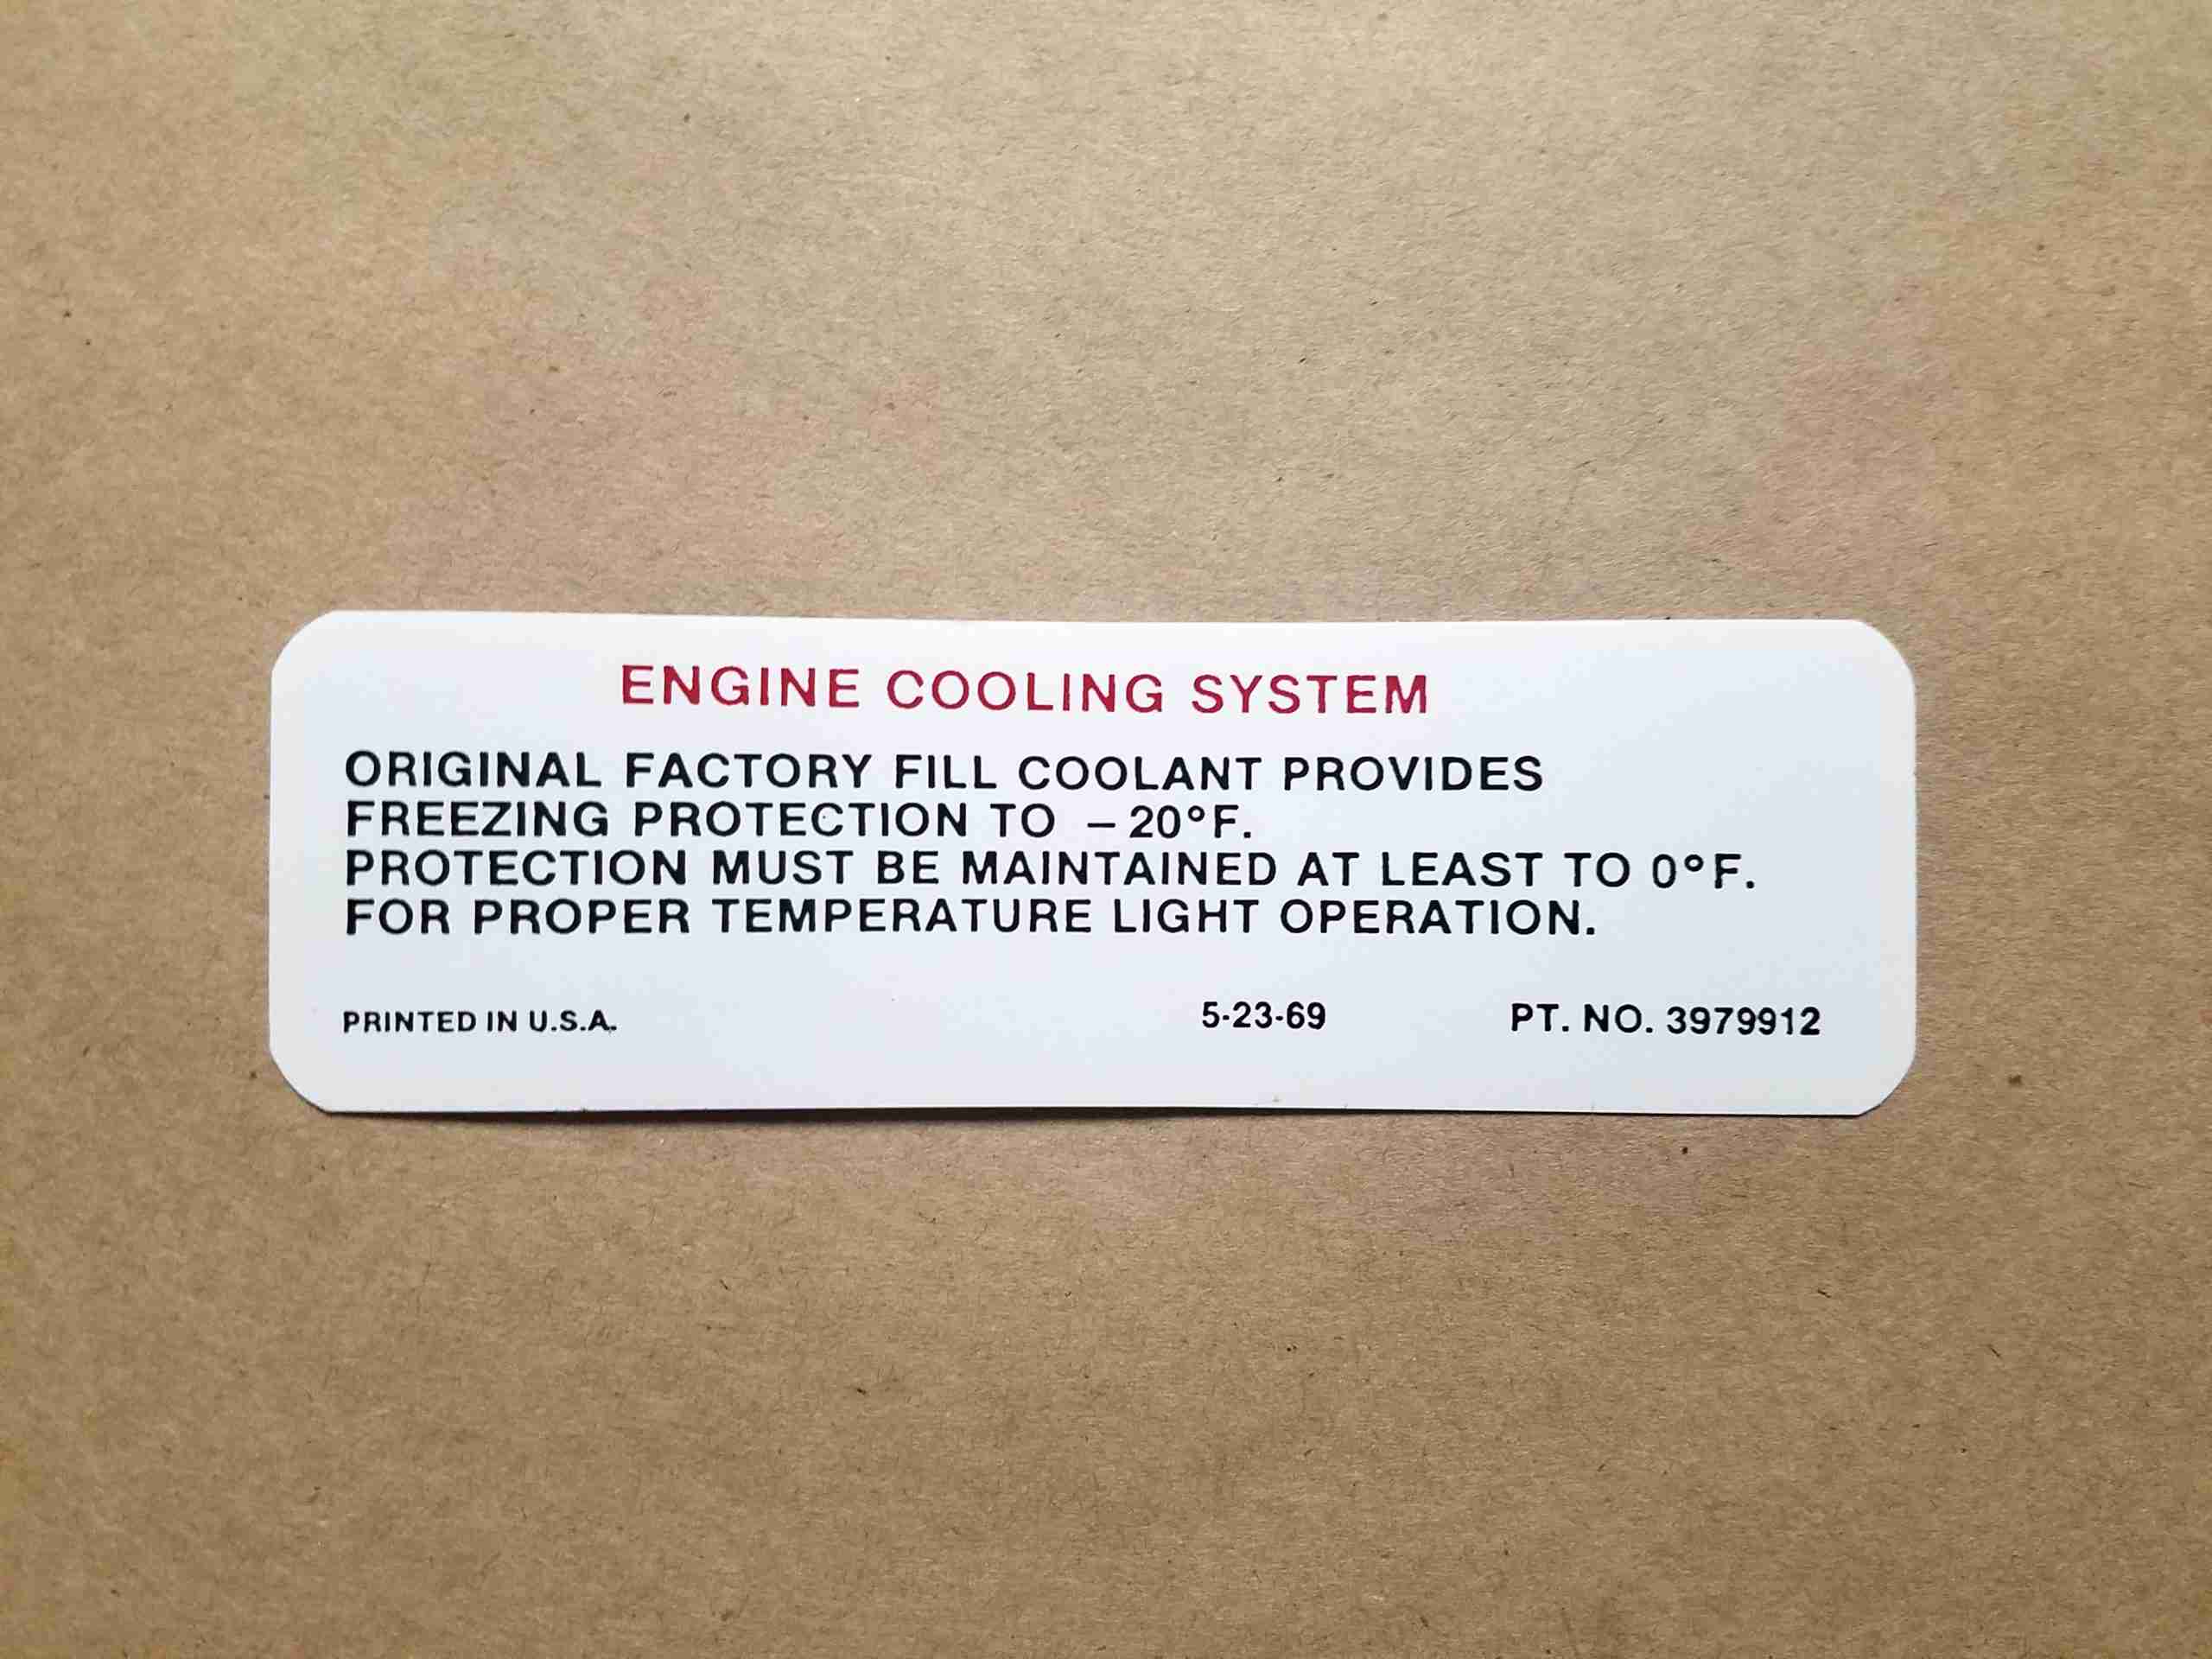 ENGINE COOLING SYSTEM
ORIGINAL FACTORY FILL COOLANT PROVIDES
FREEZING PROTECTION TO – 20°F.
PROTECTION MUST BE MAINTAINED AT LEAST TO 0°F.
FOR PROPER TEMPERATURE LIGHT OPERATION.
PRINTED IN U.S.A. 5-23-69 PT. NO. 3979912